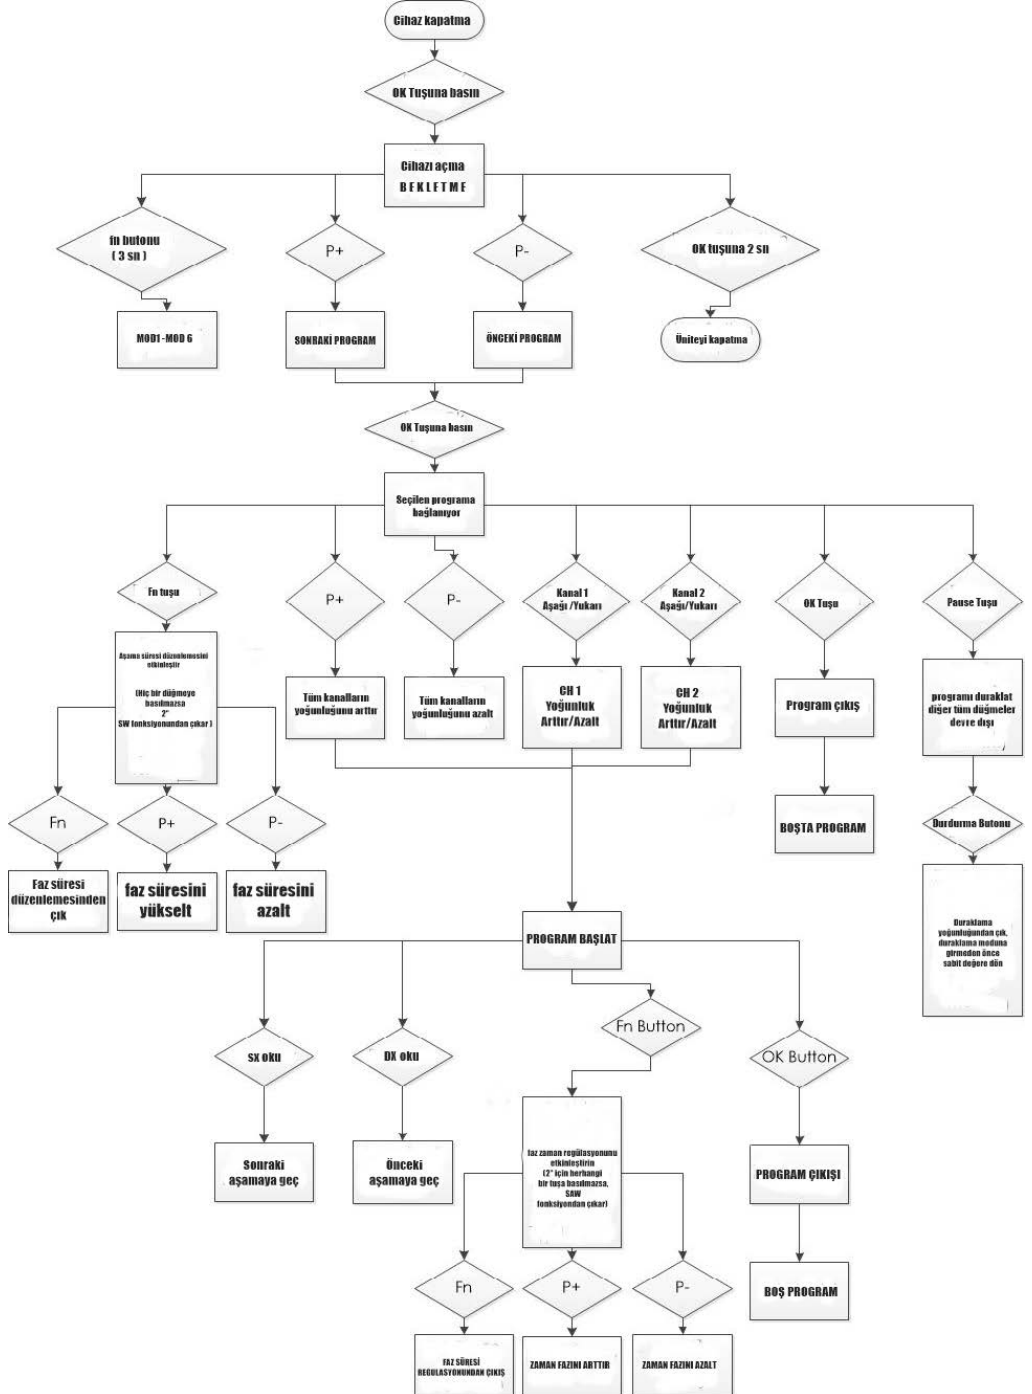 Cihaz kapatma
OK Tuşuna basın
Cihazı açma
BEKLETME
fn butonu
( 3 sn )
P+
P-
OK tuşuna 2 sn
MOD1 -MOD 6
SONRAKİ PROGRAM
ÖNCEKİ PROGRAM
Üniteyi kapatma
OK Tuşuna basın
Seçilen programa
bağlanıyor
Fn tuşu
P+
P-
Kanal 1
Aşağı /Yukarı
Kanal 2
Aşağı/Yukarı
OK Tuşu
Pause Tuşu
Aşama süresi düzenlemesini
etkinleştir
(Hiç bir düğmeye
basılmazsa
2"
SW fonksiyonundan çıkar )
Tüm kanalların
yoğunluğunu arttır
Tüm kanalların
yoğunluğunu azalt
CH 1
Yoğunluk
Arttır/Azalt
CH 2
Yoğunluk
Arttır/Azalt
Program çıkış
programı duraklat
diğer tüm düğmeler
devre dışı
Fn
P+
P-
BOŞTA PROGRAM
Durdurma Butonu
Faz süresi
düzenlemesinden
çık
faz süresini
yükselt
faz süresini
azalt
Duraklama
yoğunluğundan çık,
duraklama moduna
girmeden önce
sabit değere dön
PROGRAM BAŞLAT
sx oku
DX oku
Fn Button
OK Button
Sonraki
aşamaya geç
Önceki
aşamaya geç
faz zaman regülasyonunu
etkinleştirin
(2" için herhangi
bir tuşa basılmazsa,
SAW
fonksiyondan çıkar)
PROGRAM ÇIKIŞI
Fn
P+
P-
BOŞ PROGRAM
FAZ SÜRESİ
REGULASYONUNDAN ÇIKIŞ
ZAMAN FAZINI ARTTIR
ZAMAN FAZINI AZALT